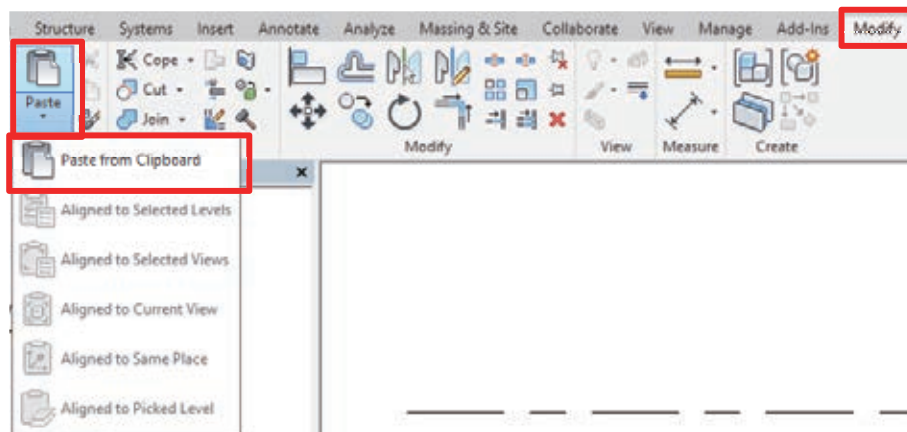 Structure Systems Insert Annotate Analyze Massing & Site Collaborate View Manage Add-Ins Modify
Cope
Paste
Cut
Join
Modify View Measure Create
Paste from Clipboard
Aligned to Selected Levels
Aligned to Selected Views
Aligned to Current View
Aligned to Same Place
Aligned to Picked Level